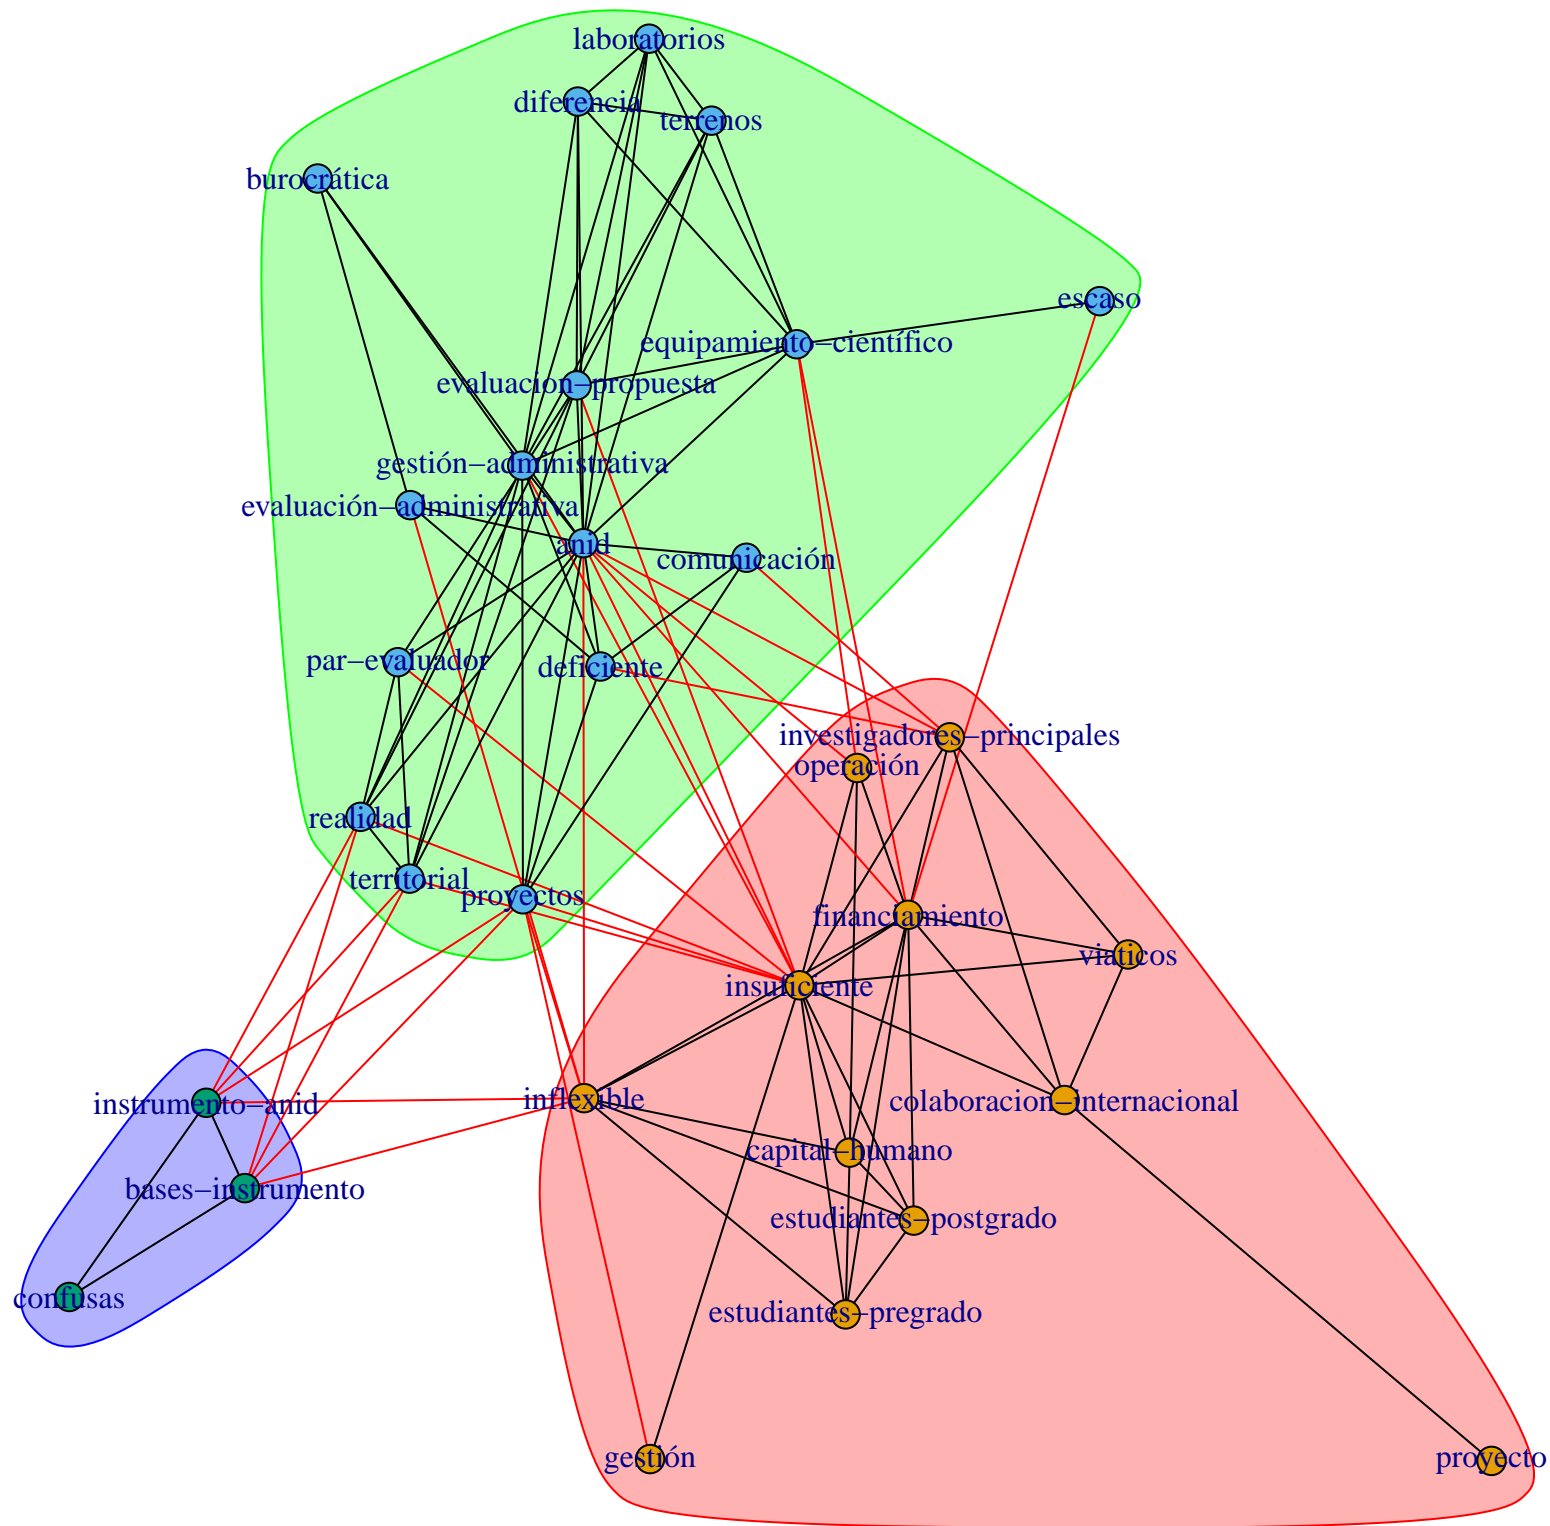 laboratorios
diferencia
terrenos
burocrática
escaso
equipamiento−científico
evaluacion−propuesta
gestión−administrativa
evaluación−administrativa
anid
comunicación
par−evaluador
deficiente
investigadores−principales
operación
realidad
territorial
proyectos
financiamiento
viaticos
insuficiente
instrumento−anid
inflexible
colaboracion−internacional
capital−humano
bases−instrumento
estudiantes−postgrado
confusas
estudiantes−pregrado
gestión
proyecto